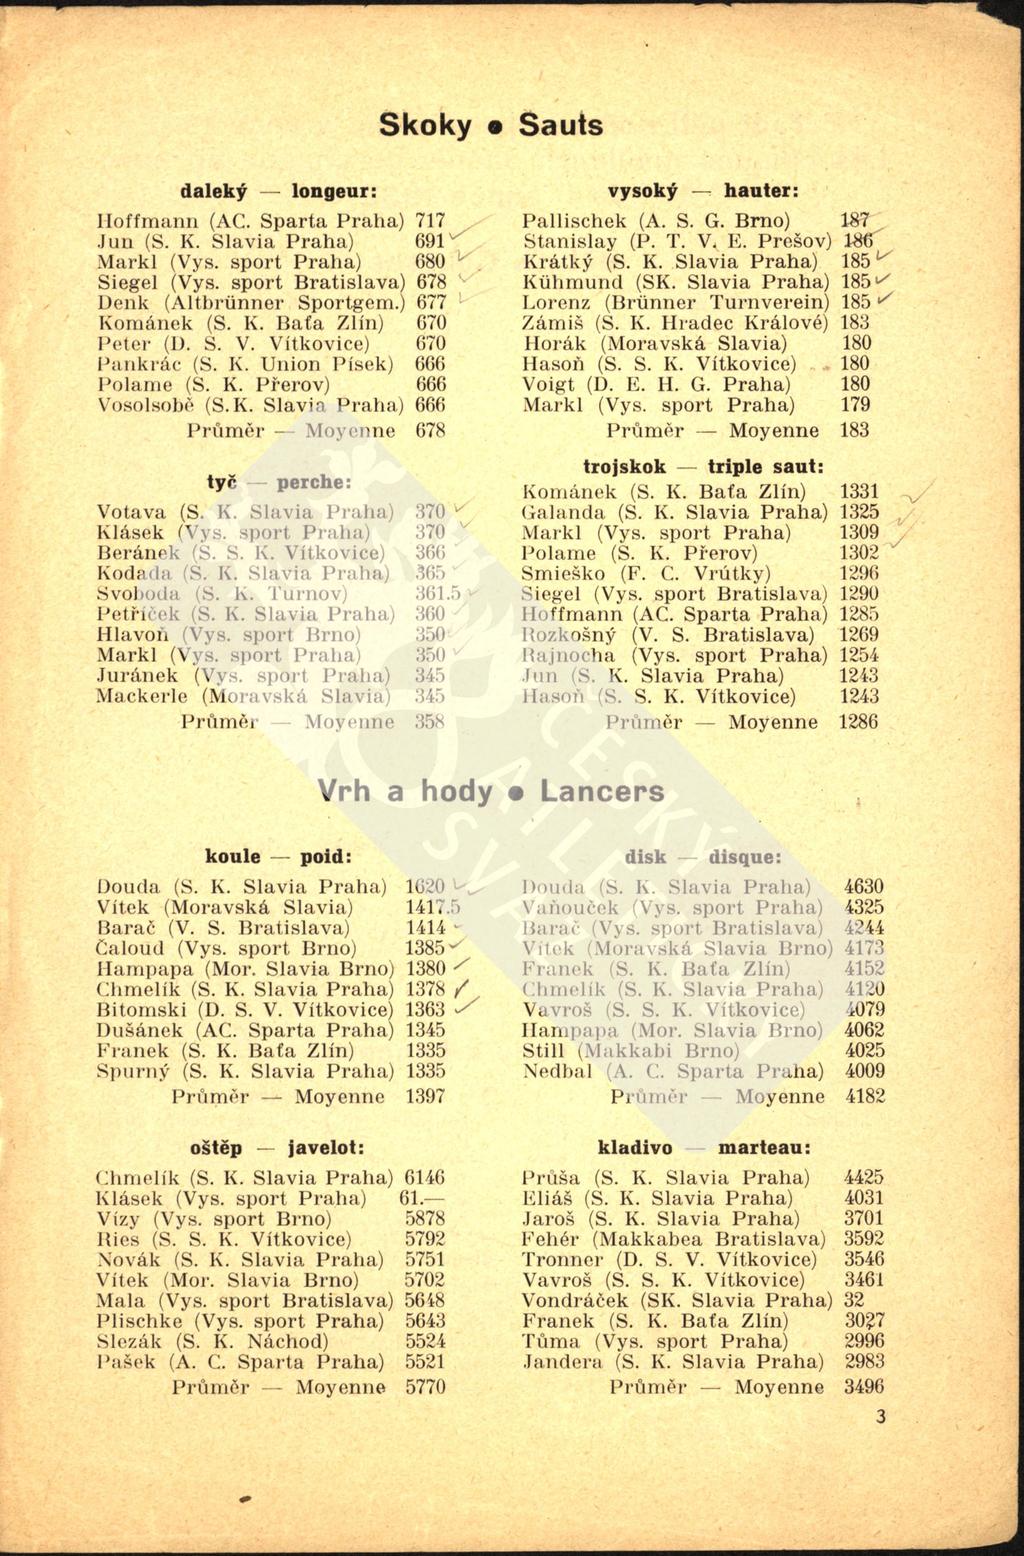 Skoky • Sauts
daleký — longeur:
Hoffmann (AC. Sparta Praha) 717
Jun (S. K. Slavia Praha) 691
Markl (Vys. sport Praha) 680
Siegel (Vys. sport Bratislava) 678
Denk (Altbrünner Sportgem.) 677
Kománek (S. K. Baťa Zlín) 670
Peter (D. S. V. Vítkovice) 670
Pankrác (S. K. Union Písek) 666
Polame (S. K. Přerov) 666
Vosolsobě (S.K. Slavia Praha) 666
Průměr — Moyenne 678
tyč — perche:
Votava (S. K. Slavia Praha) 370
Klásek (Vys. sport Praha) 370
Beránek (S. S. K. Vítkovice) 366
Kodada (S. K. Slavia Praha) 365
Svoboda (S. K. Turnov) 361.5
Petříček (S. K. Slavia Praha) 360
Hlavoň (Vys. sport Brno) 350
Markl (Vys. sport Praha) 350
Juránek (Vys. sport Praha) 345
Mackerle (Moravská Slavia) 345
Průměr — Moyenne 358
vysoký — hauter:
Pallischek (A. S. G. Brno) 187
Stanislay (P. T. V. E. Prešov) 186
Krátký (S. K. Slavia Praha) 185
Kühmund (SK. Slavia Praha) 185
Lorenz (Brünner Turnverein) 185
Zámiš (S. K. Hradec Králové) 183
Horák (Moravská Slavia) 180
Hasoň (S. S. K. Vítkovice) 180
Voigt (D. E. H. G. Praha) 180
Markl (Vys. sport Praha) 179
Průměr — Moyenne 183
trojskok — triple saut:
Kománek (S. K. Baťa Zlín) 1331
Galanda (S. K. Slavia Praha) 1325
Markl (Vys. sport Praha) 1309
Polame (S. K. Přerov) 1302
Smieško (F. C. Vrútky) 1296
Siegel (Vys. sport Bratislava) 1290
Hoffmann (AC. Sparta Praha) 1285
Rozkošný (V. S. Bratislava) 1269
Rajnocha (Vys. sport Praha) 1254
Jun (S. K. Slavia Praha) 1243
Hasoň (S. S. K. Vítkovice) 1243
Průměr — Moyenne 1286
Vrh a hody • Lancers
koule — poid:
Douda (S. K. Slavia Praha) 1620
Vítek (Moravská Slavia) 1417.5
Barač (V. S. Bratislava) 1414
Čaloud (Vys. sport Brno) 1385
Hampapa (Mor. Slavia Brno) 1380
Chmelík (S. K. Slavia Praha) 1378
Bitomski (D. S. V. Vítkovice) 1363
Dušánek (AC. Sparta Praha) 1345
Franek (S. K. Baťa Zlín) 1335
Spurný (S. K. Slavia Praha) 1335
Průměr — Moyenne 1397
oštěp — javelot:
Chmelík (S. K. Slavia Praha) 6146
Klásek (Vys. sport Praha) 61.—
Vízy (Vys. sport Brno) 5878
Ries (S. S. K. Vítkovice) 5792
Novák (S. K. Slavia Praha) 5751
Vítek (Mor. Slavia Brno) 5702
Mala (Vys. sport Bratislava) 5648
Plischke (Vys. sport Praha) 5643
Slezák (S. K. Náchod) 5524
Pašek (A. C. Sparta Praha) 5521
Průměr — Moyenne 5770
disk — disque:
Douda (S. K. Slavia Praha) 4630
Vaňouček (Vys. sport Praha) 4325
Barač (Vys. sport Bratislava) 4244
Vítek (Moravská Slavia Brno) 4173
Franek (S. K. Baťa Zlín) 4152
Chmelík (S. K. Slavia Praha) 4120
Vavroš (S. S. K. Vítkovice) 4079
Hampapa (Mor. Slavia Brno) 4062
Still (Makkabi Brno) 4025
Nedbal (A. C. Sparta Praha) 4009
Průměr — Moyenne 4182
kladivo — marteau:
Průša (S. K. Slavia Praha) 4425
Eliáš (S. K. Slavia Praha) 4031
Jaroš (S. K. Slavia Praha) 3701
Fehér (Makkabea Bratislava) 3592
Tronner (D. S. V. Vítkovice) 3546
Vavroš (S. S. K. Vítkovice) 3461
Vondráček (SK. Slavia Praha) 32
Franek (S. K. Baťa Zlín) 3027
Tůma (Vys. sport Praha) 2996
Jandera (S. K. Slavia Praha) 2983
Průměr — Moyenne 3496
3
ČESKÝ
ATLETICKÝ
SVAZ